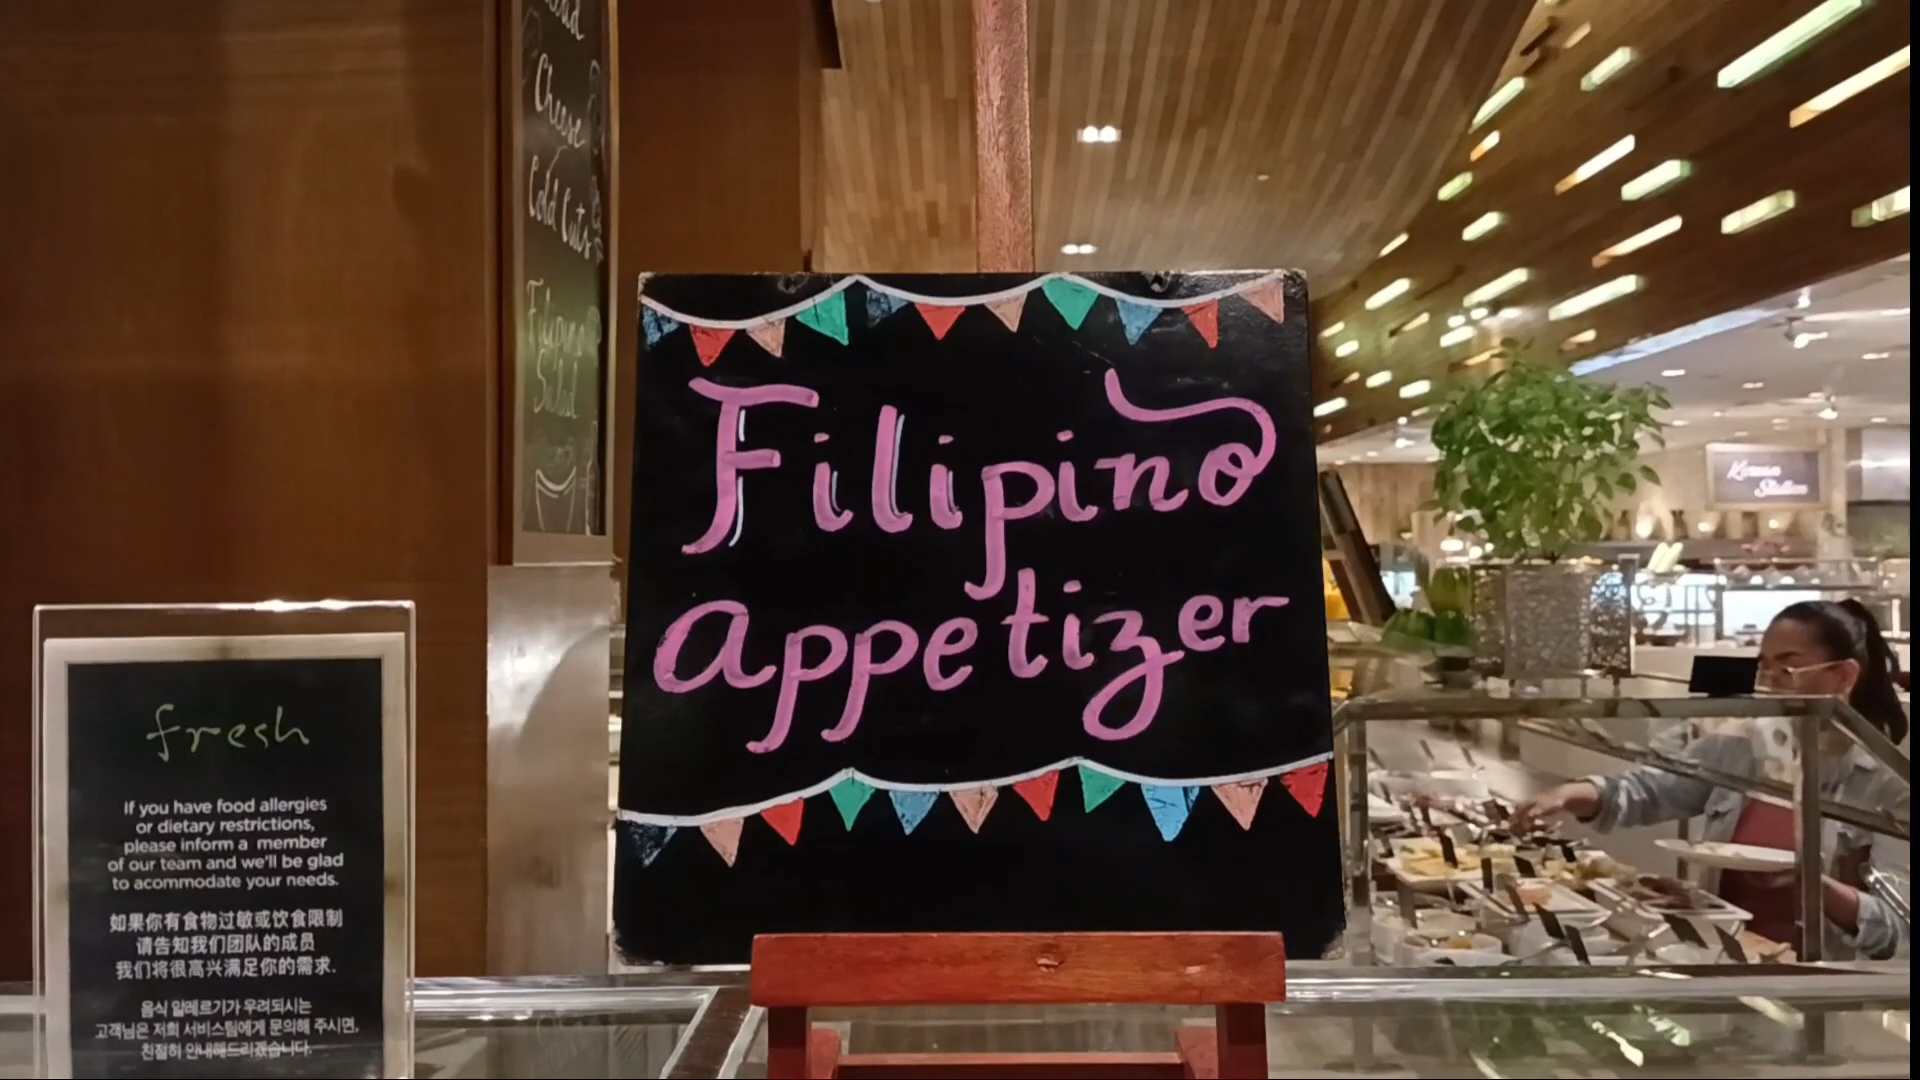 Cheese
Cold Cuts
Filipino
Salad
Filipino
Appetizer
Korean
Station
fresh
If you have food allergies
or dietary restrictions,
please inform a member
of our team and we'll be glad
to acommodate your needs.
如果你有食物过敏或饮食限制
请告知我们团队的成员
我们将很高兴满足你的需求.
음식 알레르기가 우려되시는
고객님은 저희 서비스팀에게 문의해 주시면,
친절히 안내해드리겠습니다.